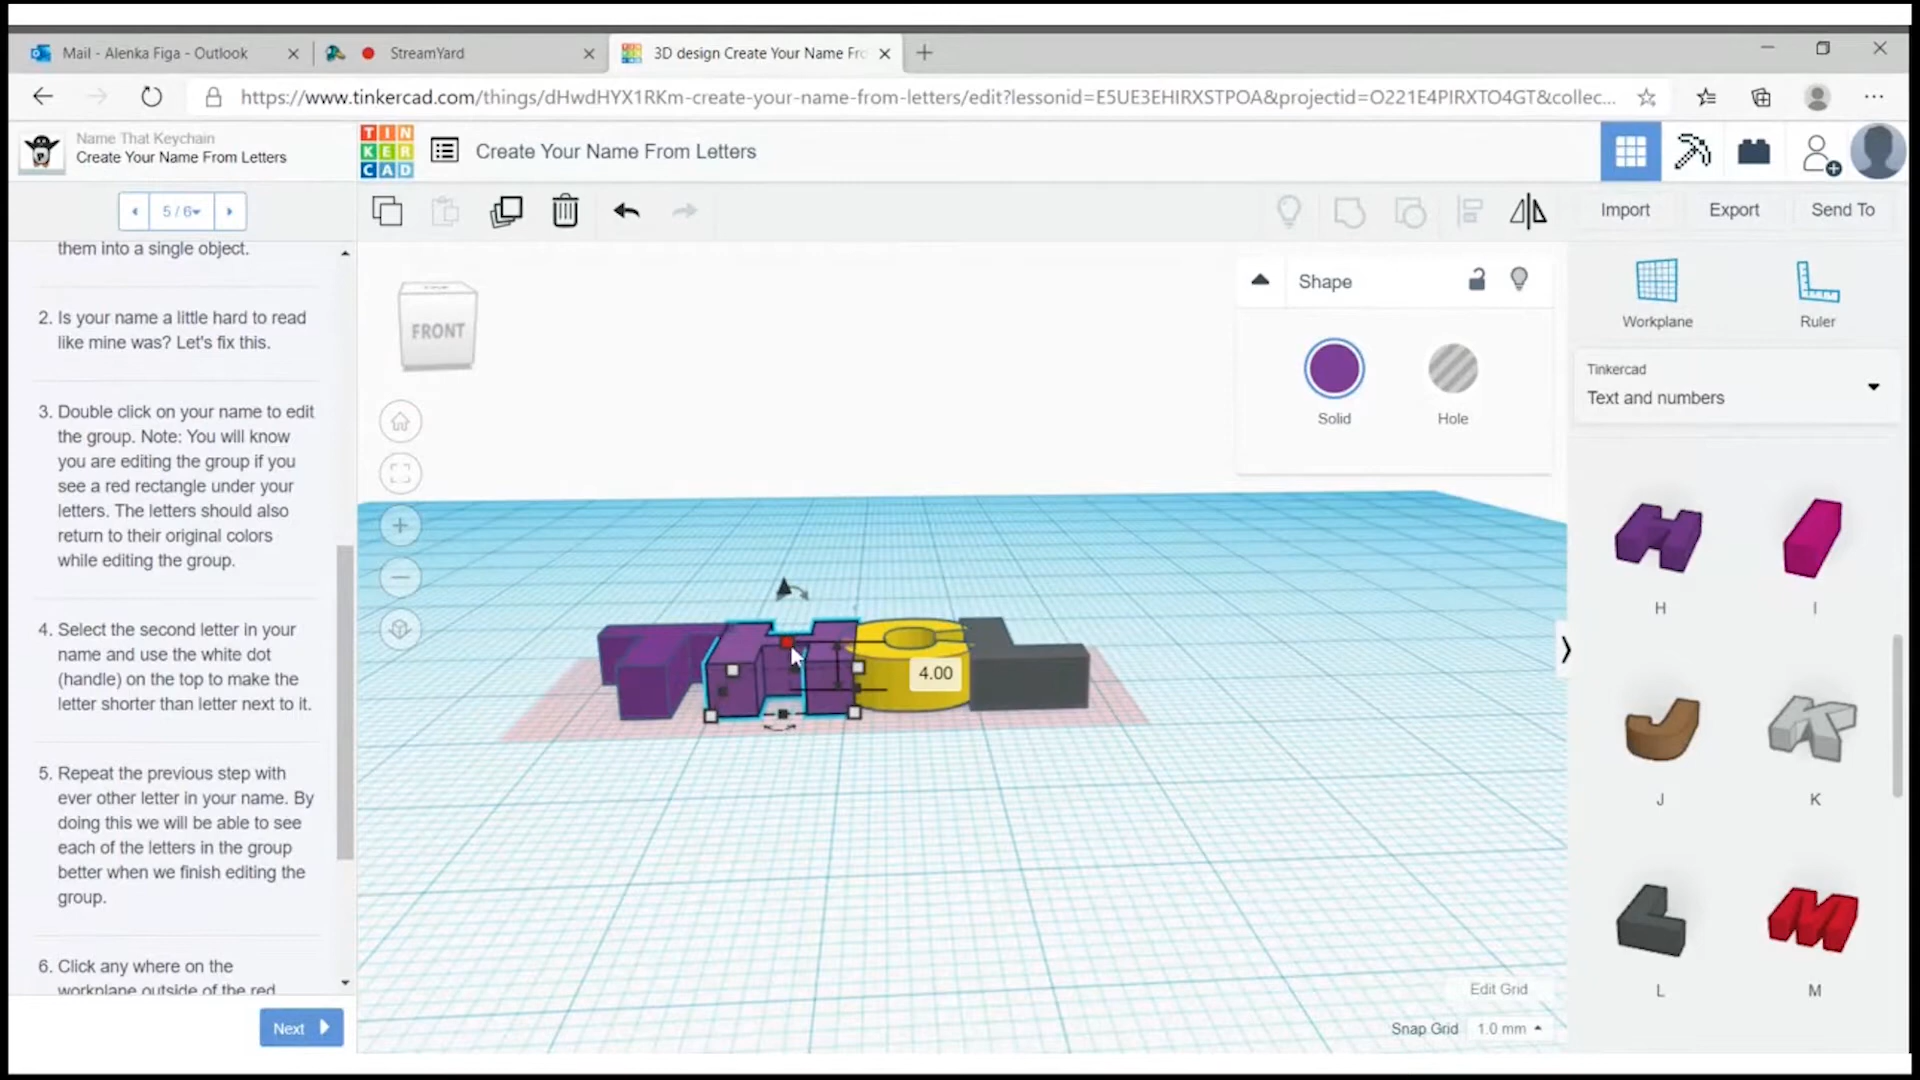 Mail - Alenka Figa - Outlook
StreamYard
3D design Create Your Name Fro
https://www.tinkercad.com/things/dHwdHYX1RKm-create-your-name-from-letters/edit?lessonid=E5UE3EHIRXSTPOA&projectid=O221E4PIRXTO4GT&collec...
Name That Keychain
Create Your Name From Letters
TIN
KER
CAD
Create Your Name From Letters
5 / 6
Import
Export
Send To
them into a single object.
2. Is your name a little hard to read
like mine was? Let's fix this.
3. Double click on your name to edit
the group. Note: You will know
you are editing the group if you
see a red rectangle under your
letters. The letters should also
return to their original colors
while editing the group.
4. Select the second letter in your
name and use the white dot
(handle) on the top to make the
letter shorter than letter next to it.
5. Repeat the previous step with
ever other letter in your name. By
doing this we will be able to see
each of the letters in the group
better when we finish editing the
group.
6. Click any where on the
workplane outside of the red
Next
FRONT
Shape
Solid
Hole
4.00
Workplane
Ruler
Tinkercad
Text and numbers
H
I
J
K
L
M
Edit Grid
Snap Grid 1.0 mm